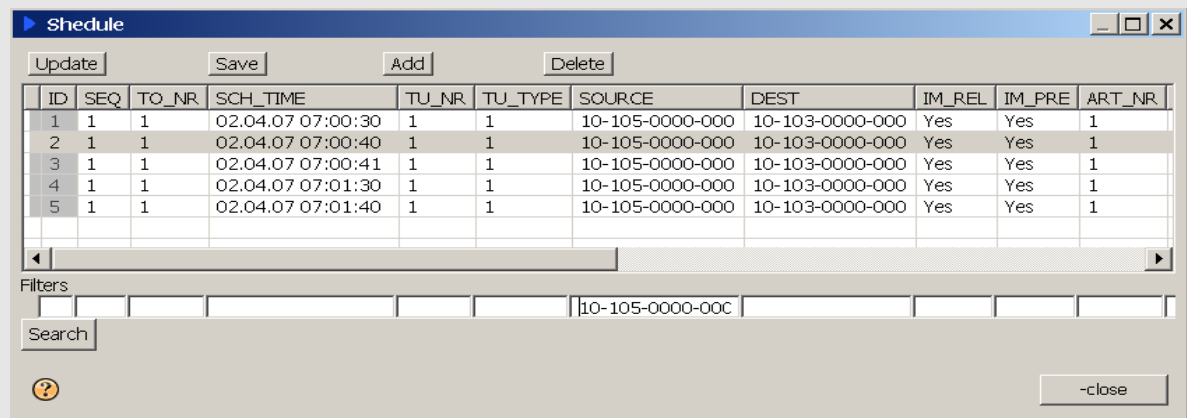 Shedule
Update Save Add Delete
ID SEQ TO_NR SCH_TIME TU_NR TU_TYPE SOURCE DEST IM_REL IM_PRE ART_NR
1 1 1 02.04.07 07:00:30 1 1 10-105-0000-000 10-103-0000-000 Yes Yes 1
2 1 1 02.04.07 07:00:40 1 1 10-105-0000-000 10-103-0000-000 Yes Yes 1
3 1 1 02.04.07 07:00:41 1 1 10-105-0000-000 10-103-0000-000 Yes Yes 1
4 1 1 02.04.07 07:01:30 1 1 10-105-0000-000 10-103-0000-000 Yes Yes 1
5 1 1 02.04.07 07:01:40 1 1 10-105-0000-000 10-103-0000-000 Yes Yes 1
Filters
10-105-0000-00C
Search
? -close